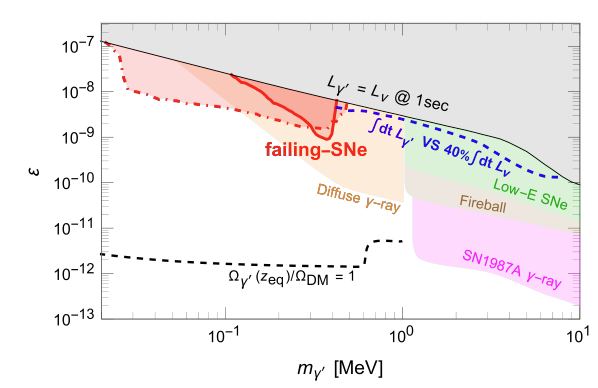 10⁻⁷
10⁻⁸
10⁻⁹
10⁻¹⁰
10⁻¹¹
10⁻¹²
10⁻¹³
ε
L_γ′ = L_ν @ 1sec
∫dt L_γ′ VS 40%∫dt L_ν
failing−SNe
Diffuse γ−ray
Low−E SNe
Fireball
SN1987A γ−ray
Ω_γ′(z_eq)/Ω_DM = 1
10⁻¹
10⁰
10¹
m_γ′ [MeV]